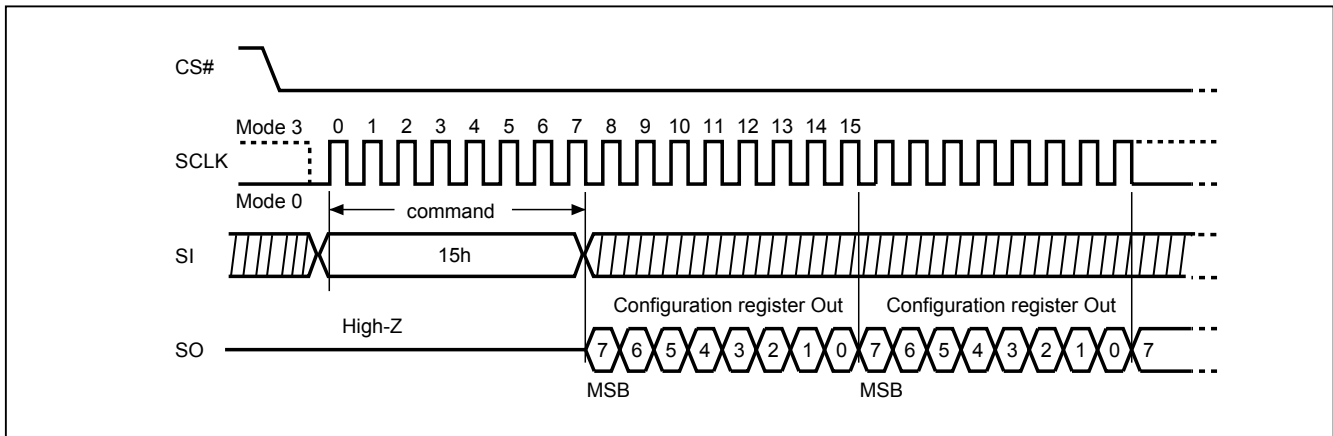 CS#
Mode 3 0 1 2 3 4 5 6 7 8 9 10 11 12 13 14 15
SCLK
Mode 0
command
SI 15h
Configuration register Out Configuration register Out
High-Z
SO 7 6 5 4 3 2 1 0 7 6 5 4 3 2 1 0 7
MSB MSB